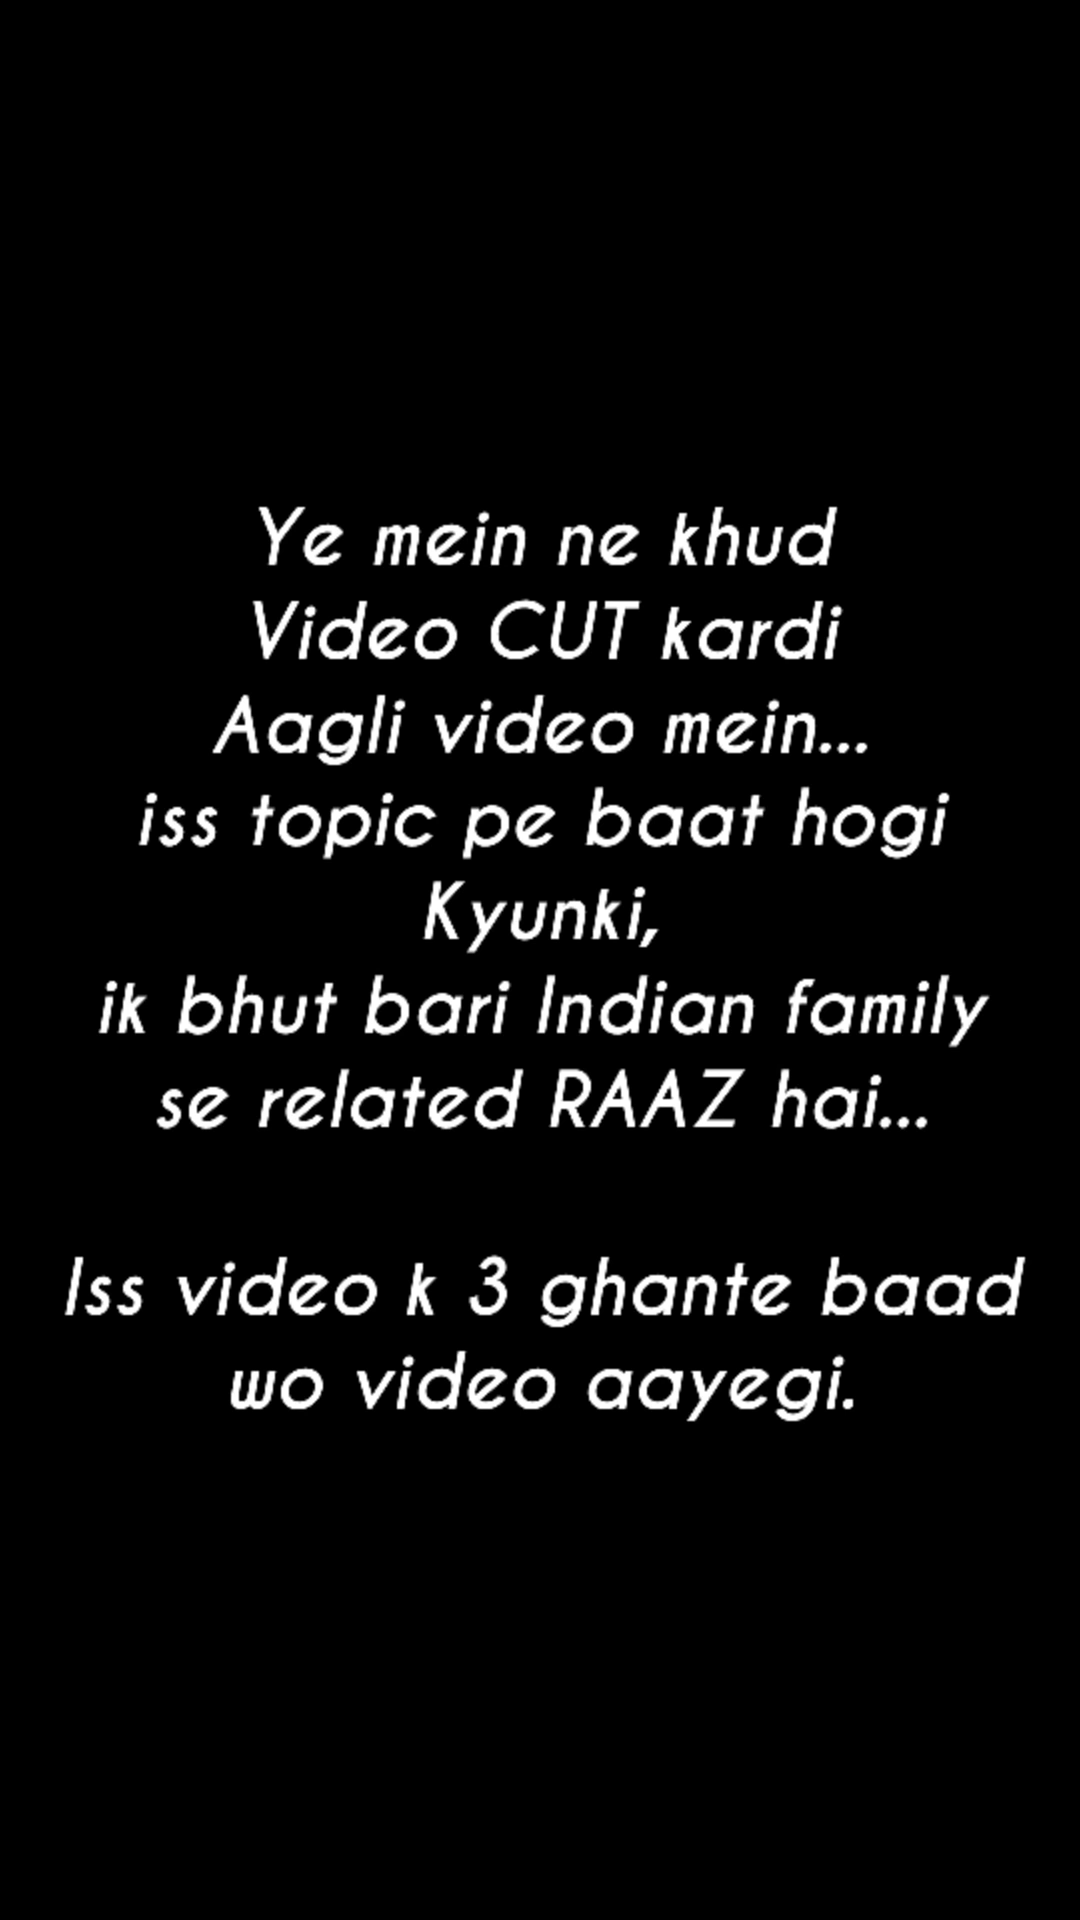 Ye mein ne khud
Video CUT kardi
Aagli video mein...
iss topic pe baat hogi
Kyunki,
ik bhut bari Indian family
se related RAAZ hai...
Iss video k 3 ghante baad
wo video aayegi.